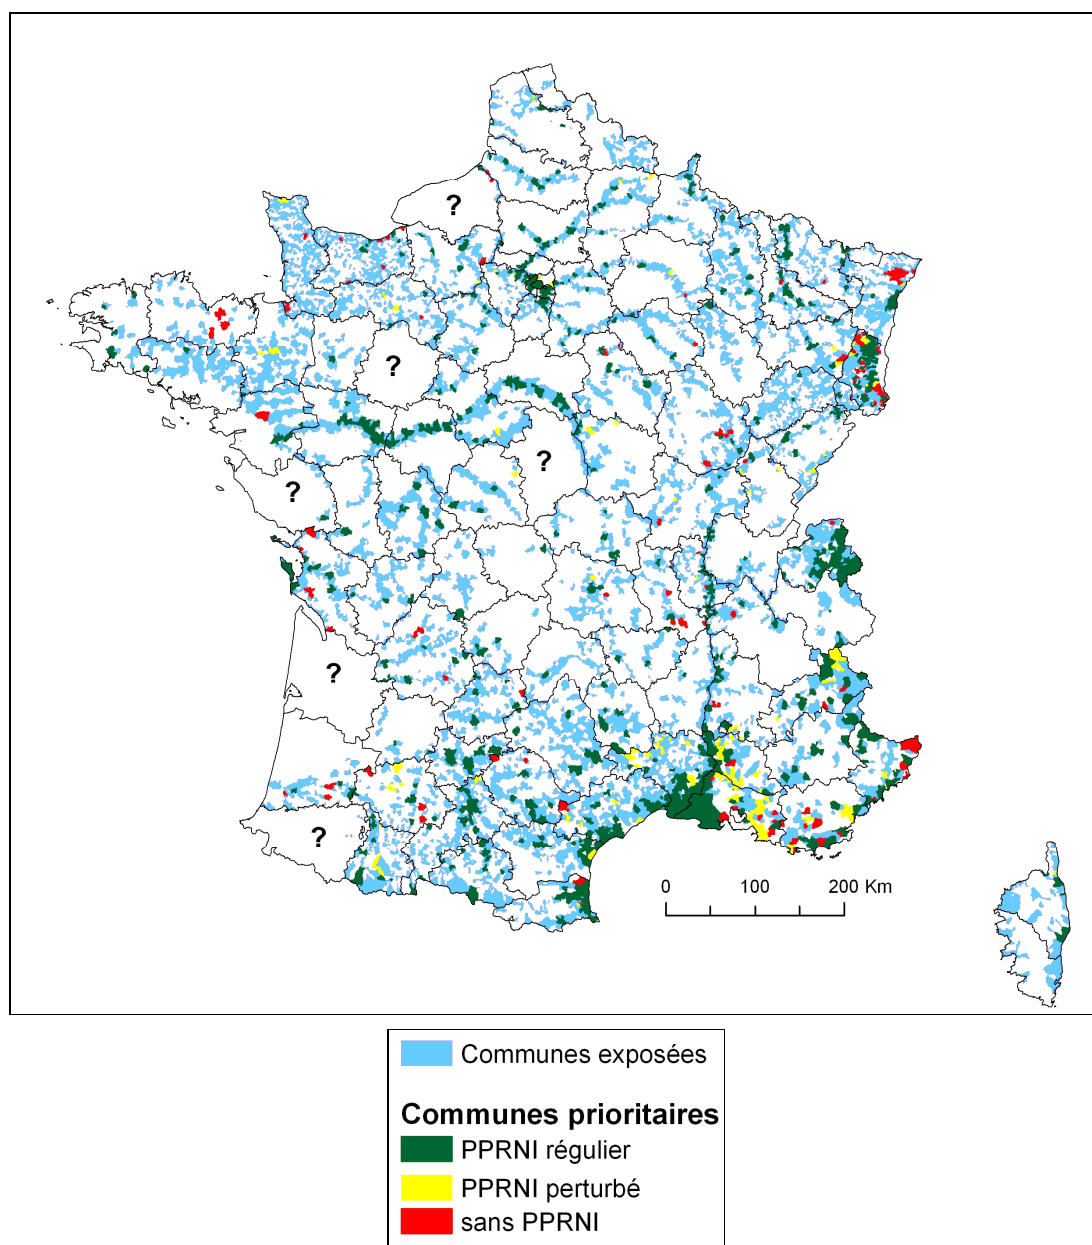 ?
?
?
?
?
?
0 100 200 Km
Communes exposées
Communes prioritaires
PPRNI régulier
PPRNI perturbé
sans PPRNI